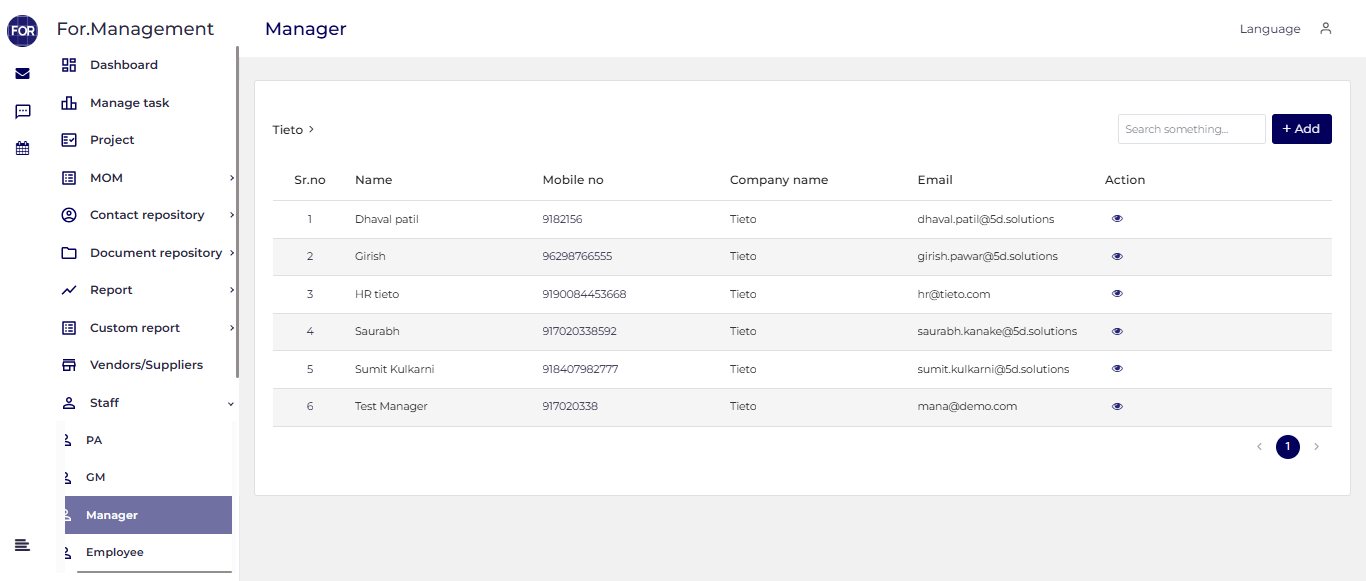 FOR
For.Management
Manager
Language
Dashboard
Manage task
Project
MOM
Contact repository
Document repository
Report
Custom report
Vendors/Suppliers
Staff
PA
GM
Manager
Employee
Tieto >
Search something...
+ Add
Sr.no Name Mobile no Company name Email Action
1 Dhaval patil 9182156 Tieto dhaval.patil@5d.solutions
2 Girish 96298766555 Tieto girish.pawar@5d.solutions
3 HR tieto 9190084453668 Tieto hr@tieto.com
4 Saurabh 917020338592 Tieto saurabh.kanake@5d.solutions
5 Sumit Kulkarni 918407982777 Tieto sumit.kulkarni@5d.solutions
6 Test Manager 917020338 Tieto mana@demo.com
< 1 >